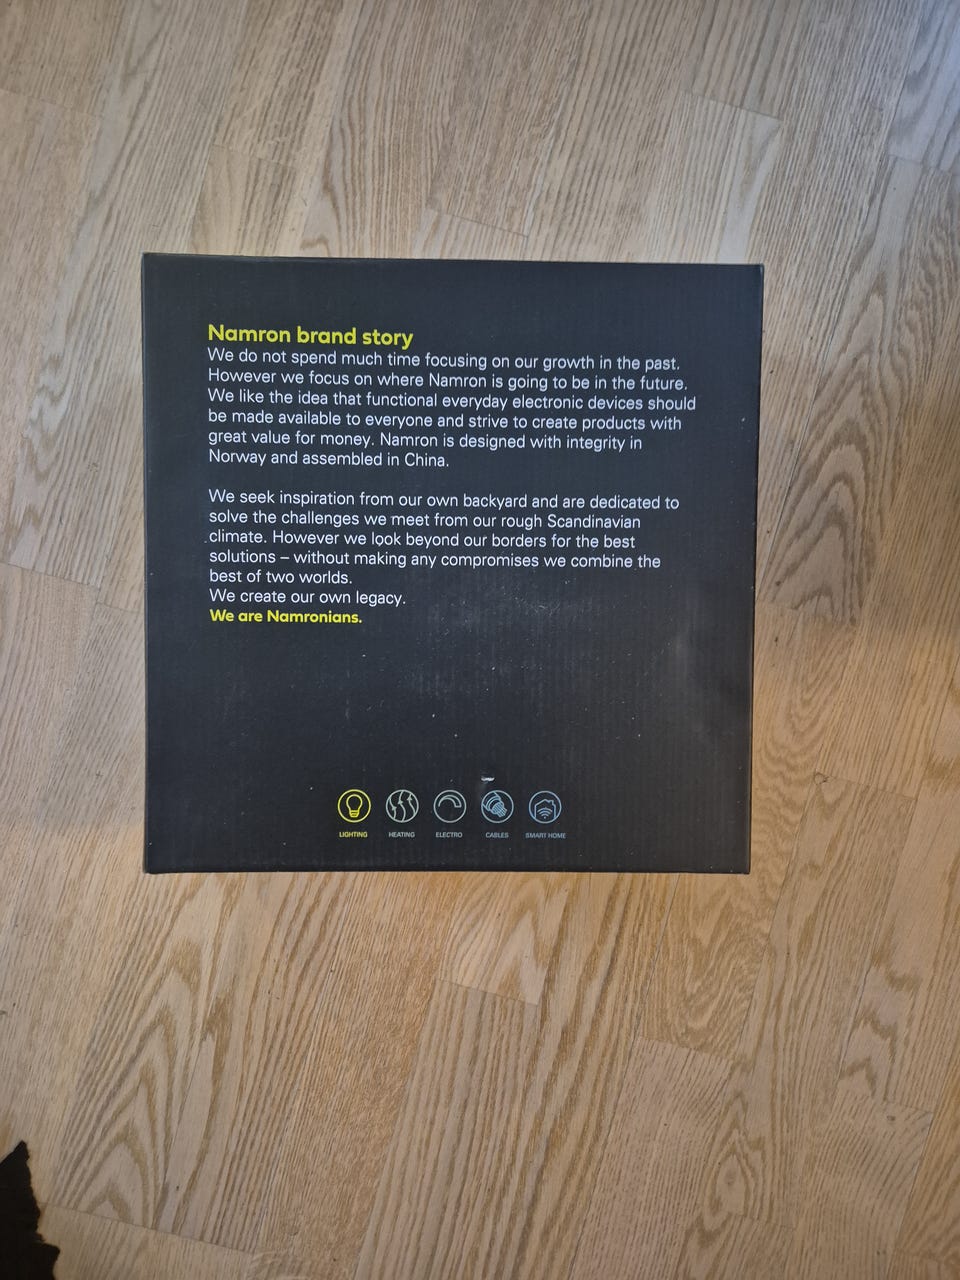 Namron brand story
We do not spend much time focusing on our growth in the past.
However we focus on where Namron is going to be in the future.
We like the idea that functional everyday electronic devices should
be made available to everyone and strive to create products with
great value for money. Namron is designed with integrity in
Norway and assembled in China.
We seek inspiration from our own backyard and are dedicated to
solve the challenges we meet from our rough Scandinavian
climate. However we look beyond our borders for the best
solutions – without making any compromises we combine the
best of two worlds.
We create our own legacy.
We are Namronians.
LIGHTING HEATING ELECTRO CABLES SMART HOME